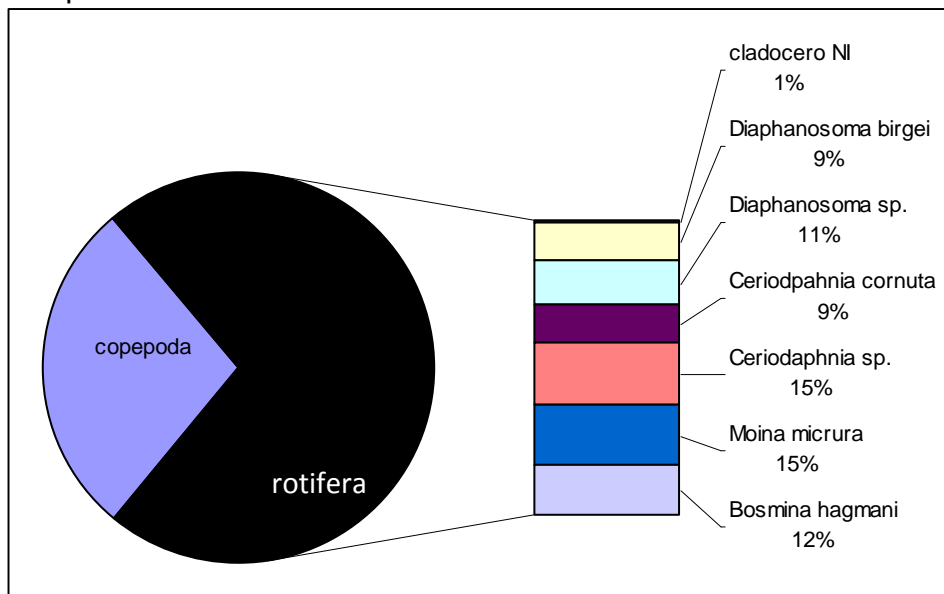 cladocero NI
1%
Diaphanosoma birgei
9%
Diaphanosoma sp.
11%
Ceriodpahnia cornuta
9%
copepoda
Ceriodaphnia sp.
15%
Moina micrura
15%
rotifera
Bosmina hagmani
12%